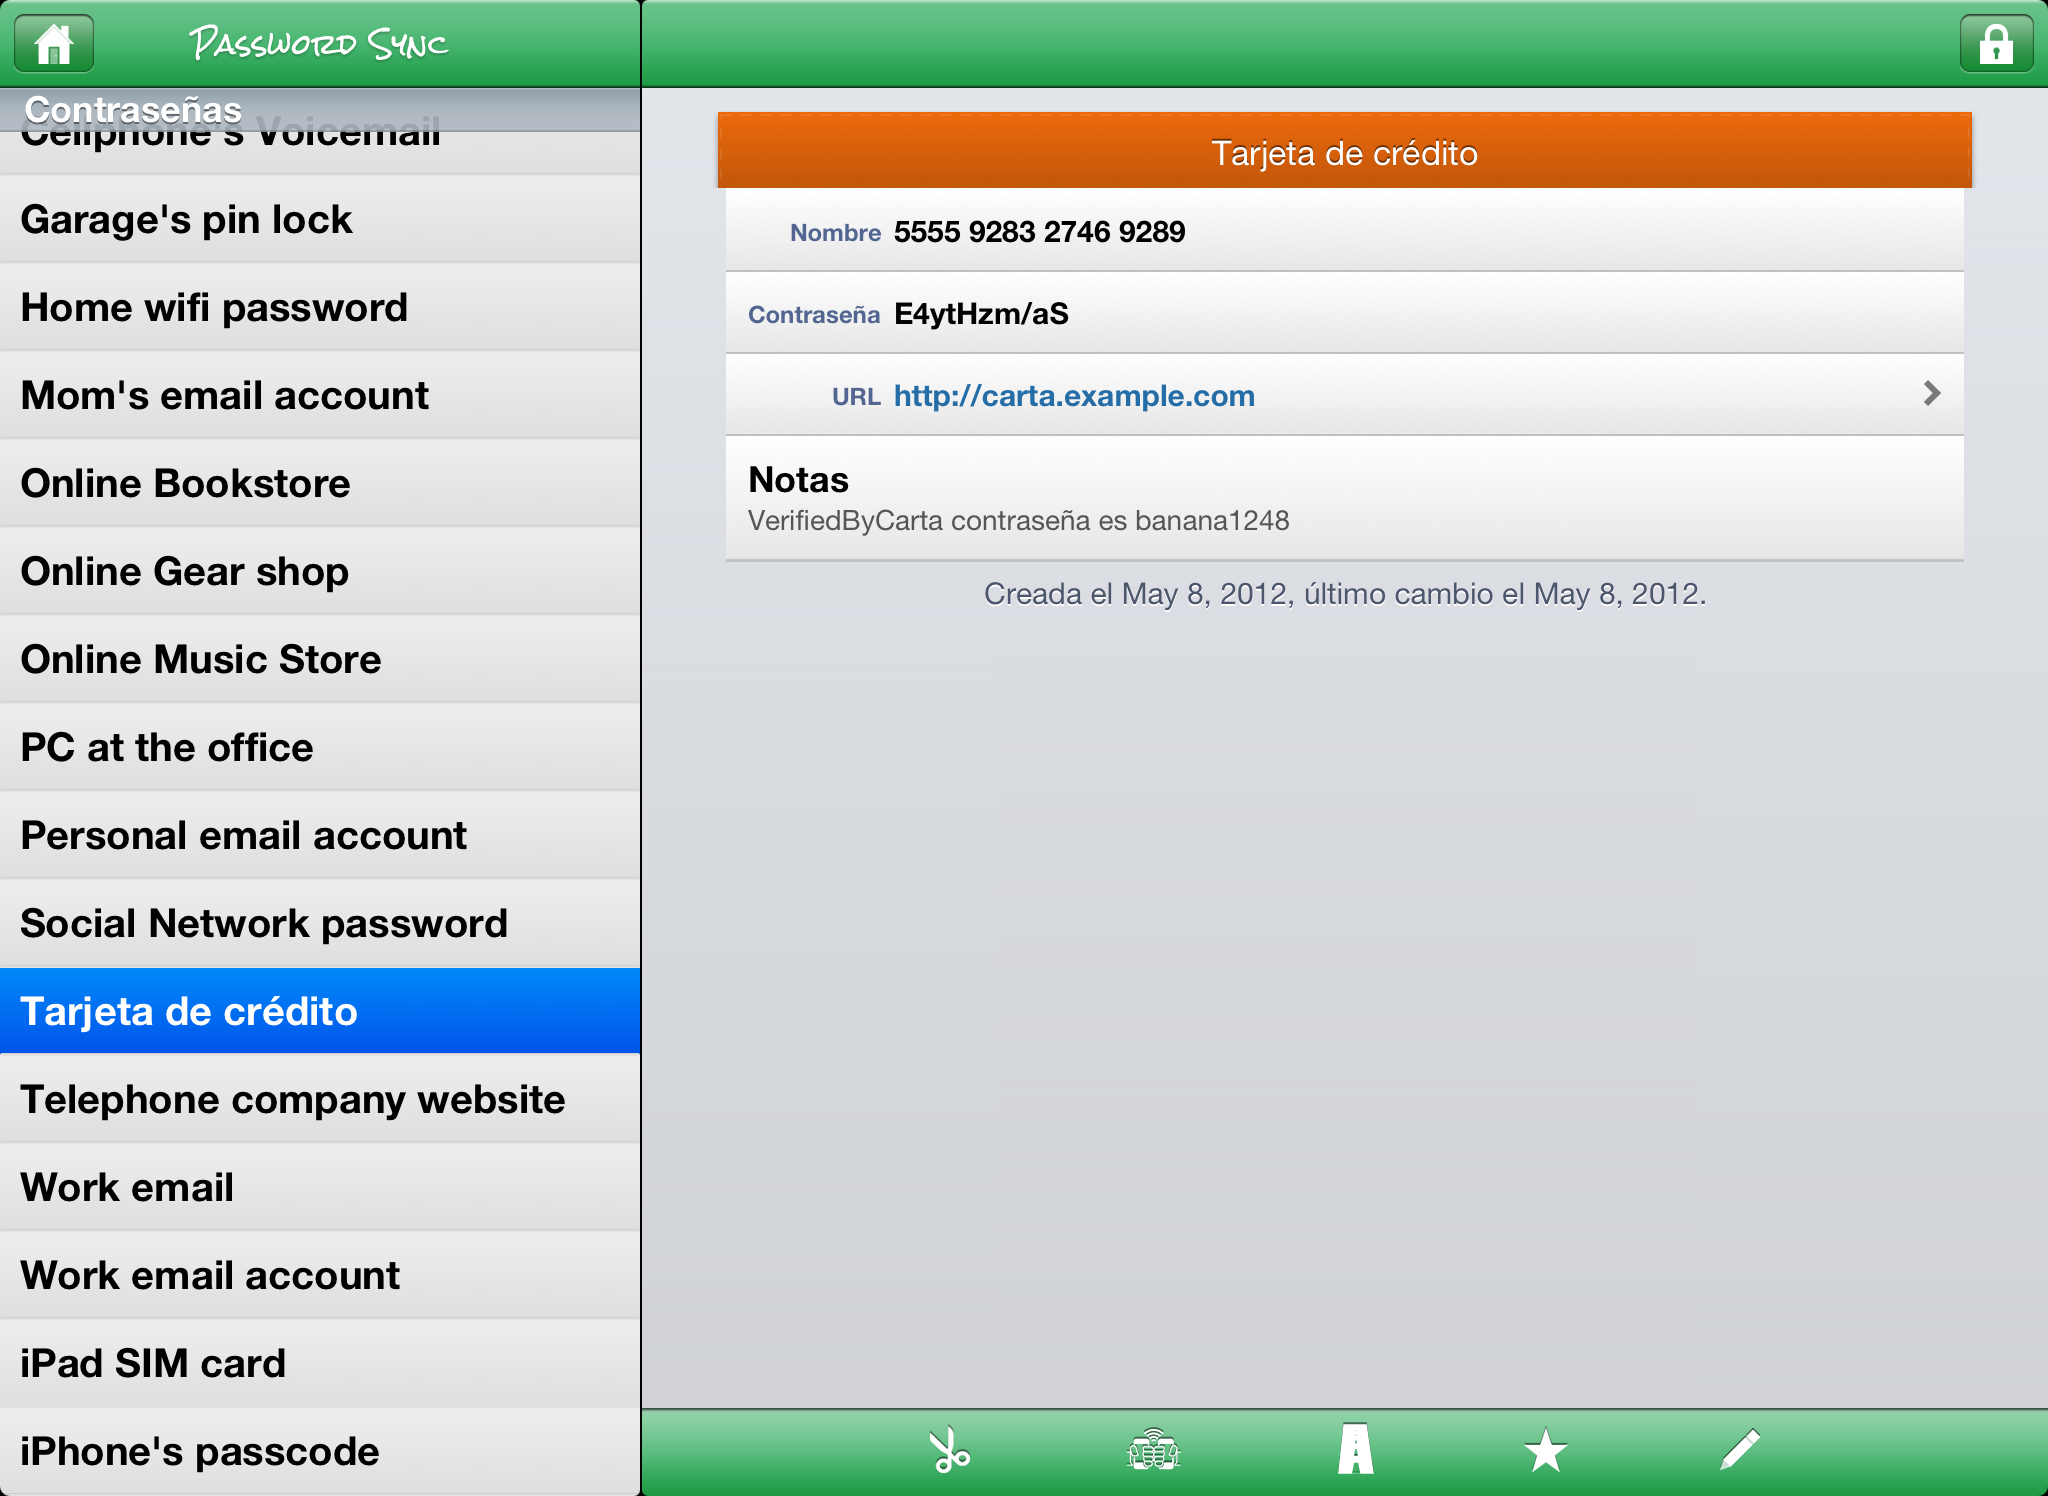 Password Sync
Contraseñas
Cellphone's Voicemail
Garage's pin lock
Home wifi password
Mom's email account
Online Bookstore
Online Gear shop
Online Music Store
PC at the office
Personal email account
Social Network password
Tarjeta de crédito
Telephone company website
Work email
Work email account
iPad SIM card
iPhone's passcode
Tarjeta de crédito
Nombre 5555 9283 2746 9289
Contraseña E4ytHzm/aS
URL http://carta.example.com
Notas
VerifiedByCarta contraseña es banana1248
Creada el May 8, 2012, último cambio el May 8, 2012.